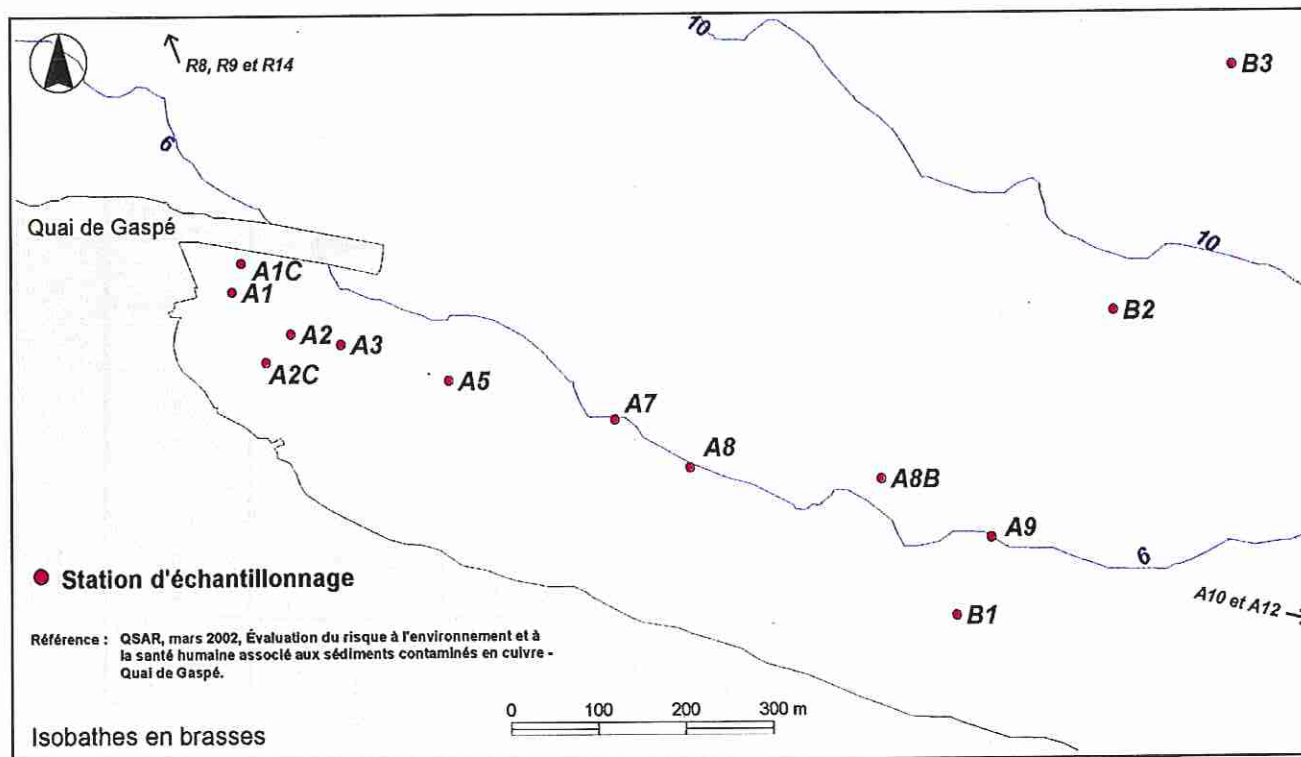 10
B3
R8, R9 et R14
6
Quai de Gaspé
A1C
A1
10
B2
A2
A3
A2C
A5
A7
A8
A8B
A9
6
Station d'échantillonnage
A10 et A12
B1
Référence : QSAR, mars 2002, Évaluation du risque à l'environnement et à
la santé humaine associé aux sédiments contaminés en cuivre -
Quai de Gaspé.
0 100 200 300 m
Isobathes en brasses